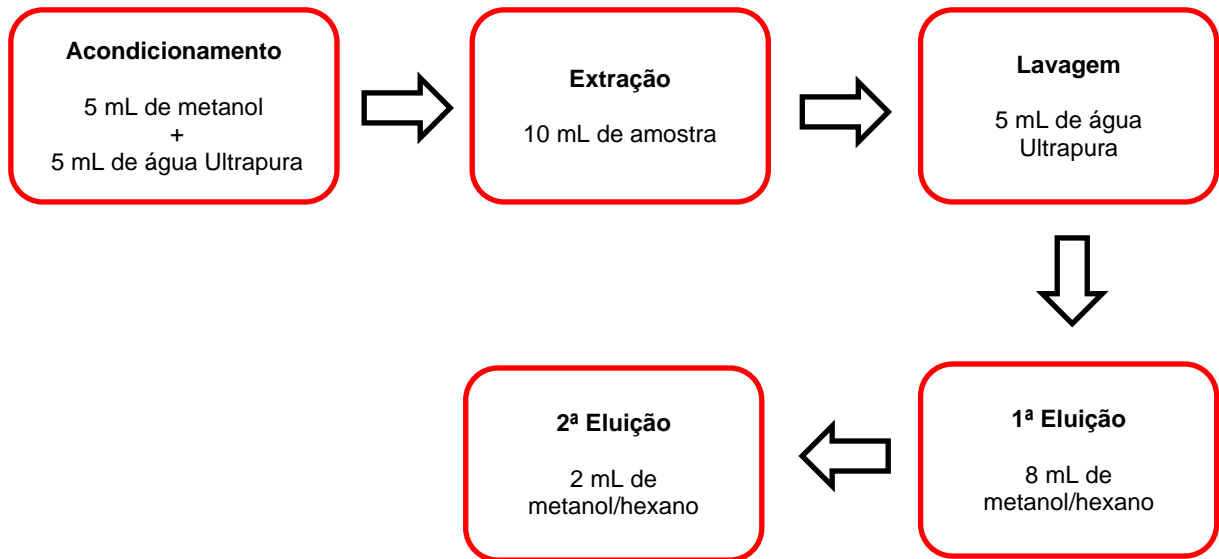 Acondicionamento
5 mL de metanol
+
5 mL de água Ultrapura
Extração
10 mL de amostra
Lavagem
5 mL de água
Ultrapura
1ª Eluição
8 mL de
metanol/hexano
2ª Eluição
2 mL de
metanol/hexano